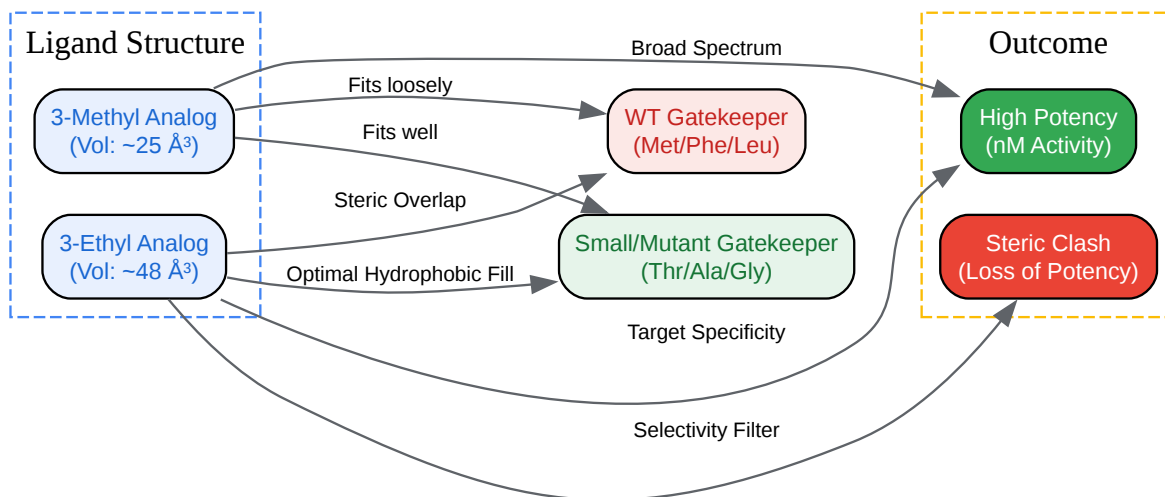 Ligand Structure
Outcome
Broad Spectrum
Fits loosely
3-Methyl Analog
(Vol: ~25 Å³)
WT Gatekeeper
(Met/Phe/Leu)
High Potency
(nM Activity)
Fits well
Steric Overlap
3-Ethyl Analog
(Vol: ~48 Å³)
Small/Mutant Gatekeeper
(Thr/Ala/Gly)
Steric Clash
(Loss of Potency)
Optimal Hydrophobic Fill
Target Specificity
Selectivity Filter